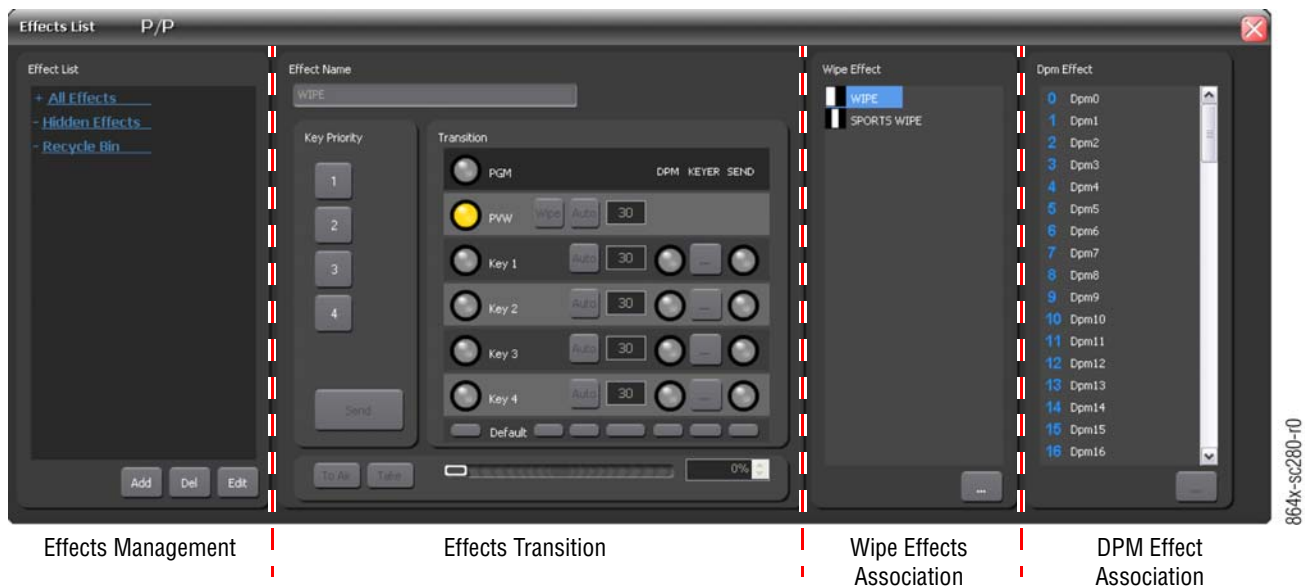 Effects List P/P
Effect List
+ All Effects
- Hidden Effects
- Recycle Bin
Add Del Edit
Effect Name
WIPE
Key Priority
1
2
3
4
Send
Transition
PGM DPM KEYER SEND
PVW Wipe Auto 30
Key 1 Auto 30 ...
Key 2 Auto 30 ...
Key 3 Auto 30 ...
Key 4 Auto 30 ...
Default
To Air Take 0%
Wipe Effect
WIPE
SPORTS WIPE
...
Dpm Effect
0 Dpm0
1 Dpm1
2 Dpm2
3 Dpm3
4 Dpm4
5 Dpm5
6 Dpm6
7 Dpm7
8 Dpm8
9 Dpm9
10 Dpm10
11 Dpm11
12 Dpm12
13 Dpm13
14 Dpm14
15 Dpm15
16 Dpm16
...
864x-sc280-r0
Effects Management
Effects Transition
Wipe Effects
Association
DPM Effect
Association